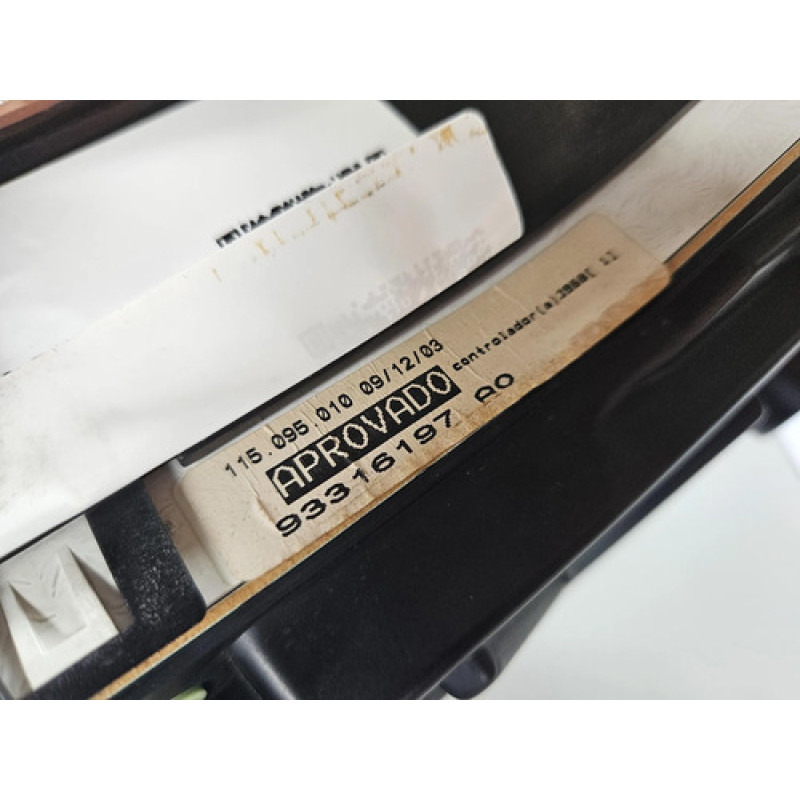 115.095.010 09/12/03
APROVADO controlador(a)
93316197 AO